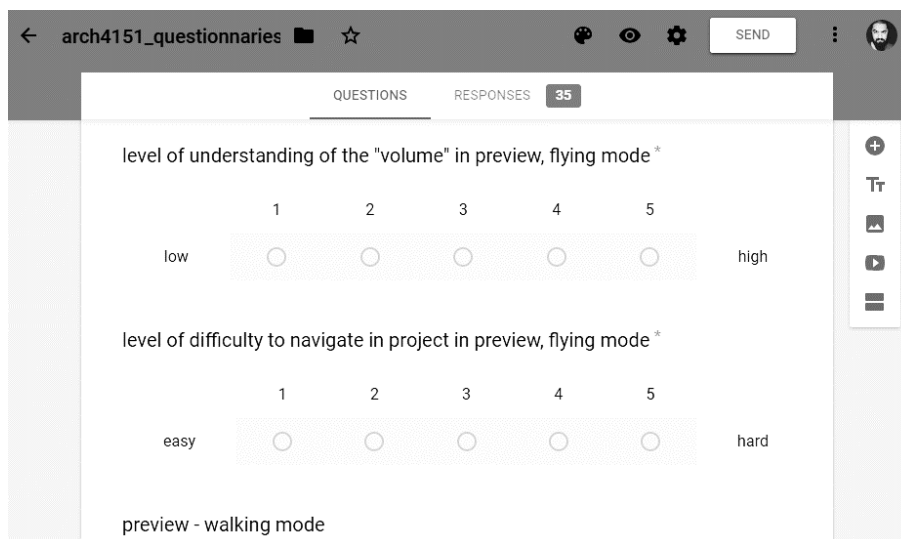 arch4151_questionnaries
SEND
QUESTIONS RESPONSES 35
level of understanding of the "volume" in preview, flying mode *
1 2 3 4 5
low high
level of difficulty to navigate in project in preview, flying mode *
1 2 3 4 5
easy hard
preview - walking mode